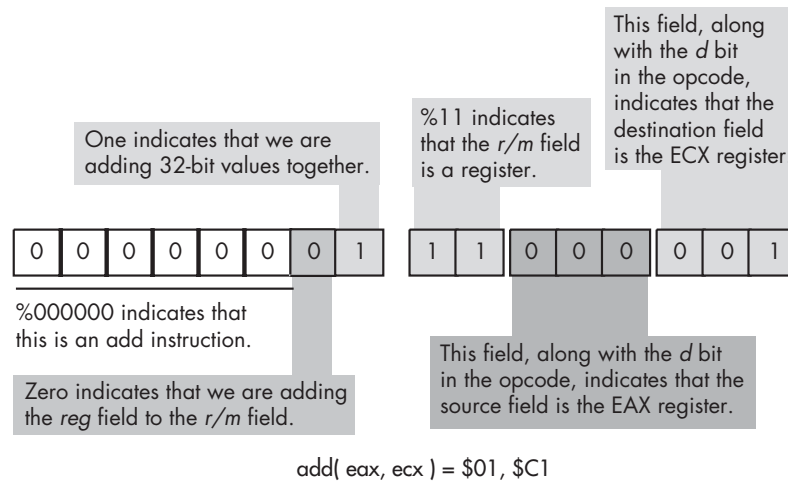 This field, along
with the d bit
in the opcode,
indicates that the
destination field
is the ECX register
%11 indicates
that the r/m field
is a register.
One indicates that we are
adding 32-bit values together.
0 0 0 0 0 0 0 1 1 1 0 0 0 0 0 1
%000000 indicates that
this is an add instruction.
This field, along with the d bit
in the opcode, indicates that the
source field is the EAX register.
Zero indicates that we are adding
the reg field to the r/m field.
add( eax, ecx ) = $01, $C1